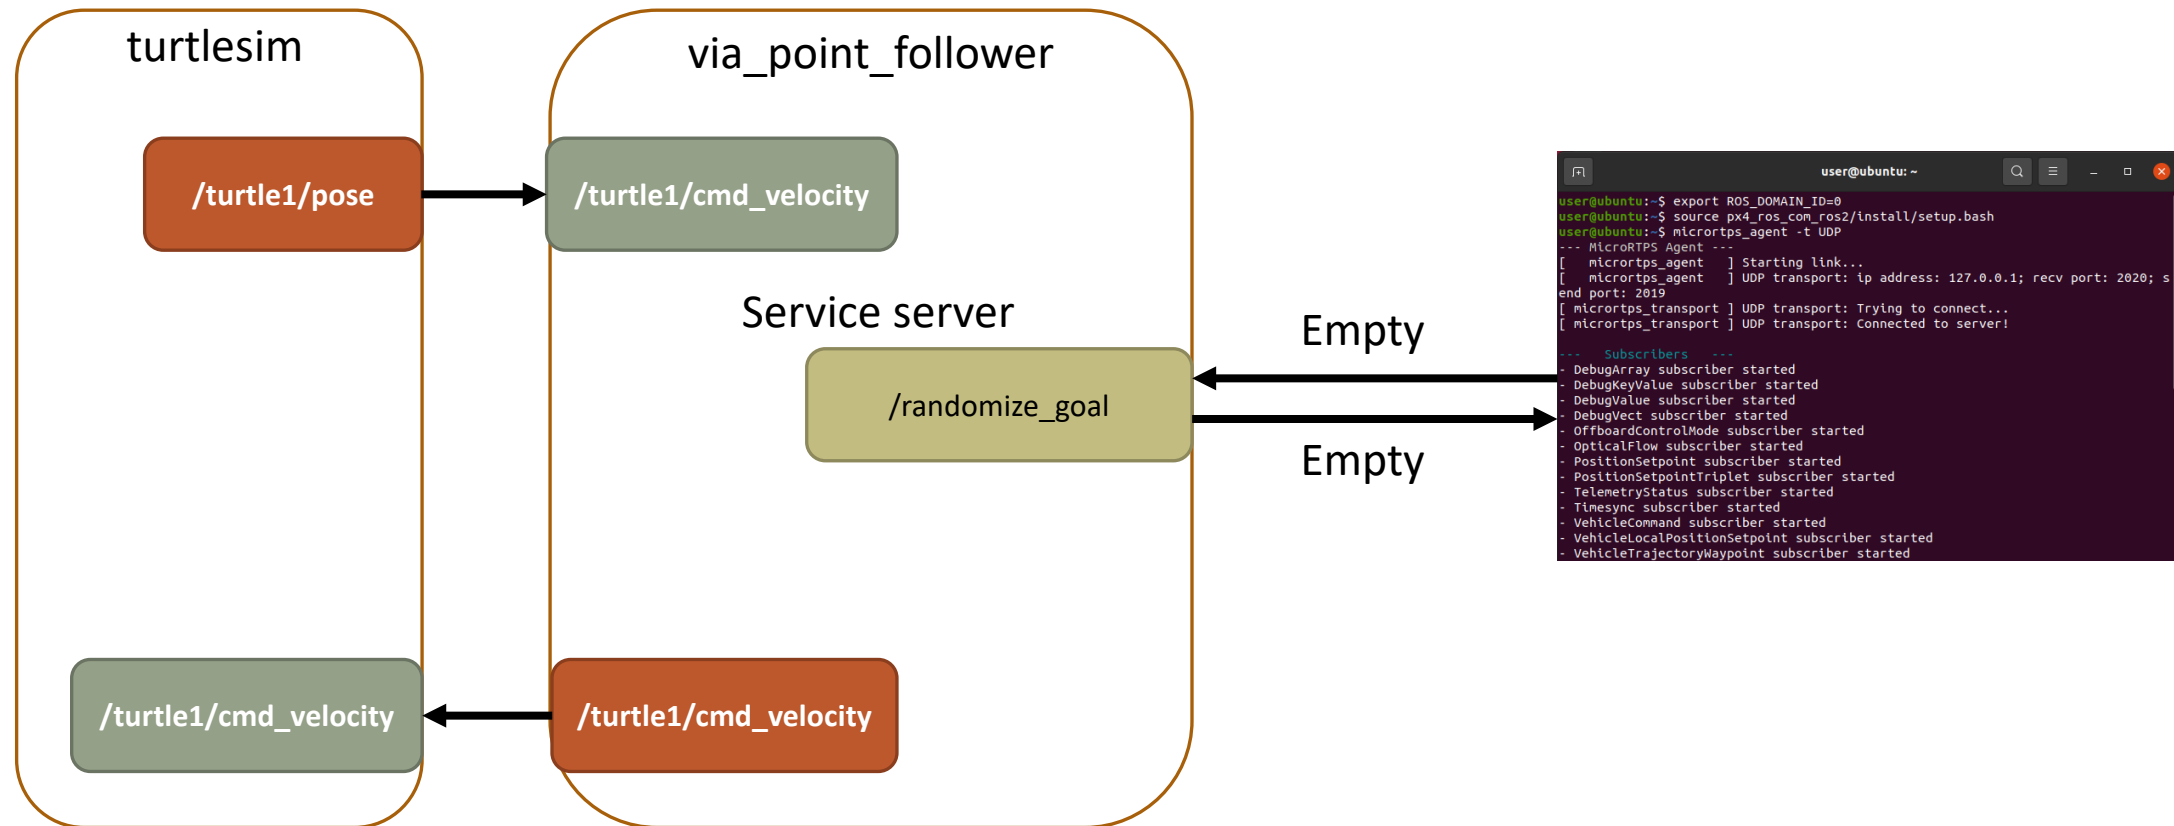 turtlesim
via_point_follower
/turtle1/pose
/turtle1/cmd_velocity
Service server
/randomize_goal
Empty
Empty
/turtle1/cmd_velocity
/turtle1/cmd_velocity
user@ubuntu: ~
user@ubuntu:~$ export ROS_DOMAIN_ID=0
user@ubuntu:~$ source px4_ros_com_ros2/install/setup.bash
user@ubuntu:~$ micrortps_agent -t UDP
--- MicroRTPS Agent ---
[   micrortps_agent   ] Starting link...
[   micrortps_agent   ] UDP transport: ip address: 127.0.0.1; recv port: 2020; s
end port: 2019
[ micrortps_transport ] UDP transport: Trying to connect...
[ micrortps_transport ] UDP transport: Connected to server!
---   Subscribers   ---
- DebugArray subscriber started
- DebugKeyValue subscriber started
- DebugValue subscriber started
- DebugVect subscriber started
- OffboardControlMode subscriber started
- OpticalFlow subscriber started
- PositionSetpoint subscriber started
- PositionSetpointTriplet subscriber started
- TelemetryStatus subscriber started
- Timesync subscriber started
- VehicleCommand subscriber started
- VehicleLocalPositionSetpoint subscriber started
- VehicleTrajectoryWaypoint subscriber started